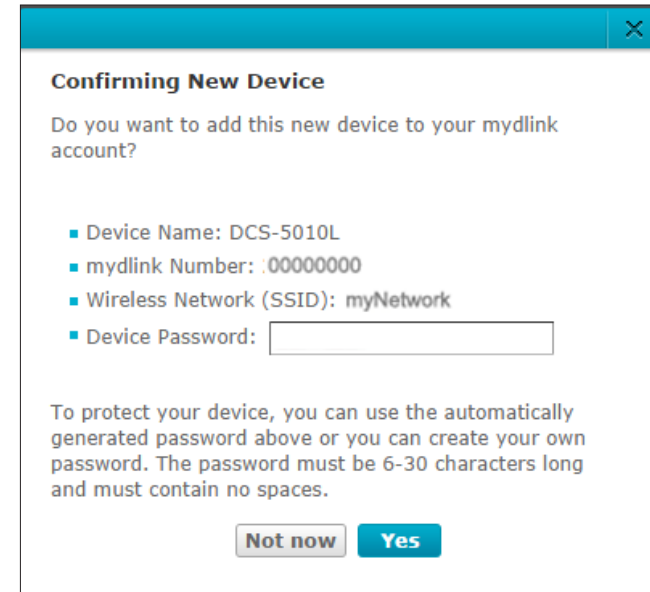 Confirming New Device
Do you want to add this new device to your mydlink
account?
Device Name: DCS-5010L
mydlink Number: 00000000
Wireless Network (SSID): myNetwork
Device Password:
To protect your device, you can use the automatically
generated password above or you can create your own
password. The password must be 6-30 characters long
and must contain no spaces.
Not now Yes